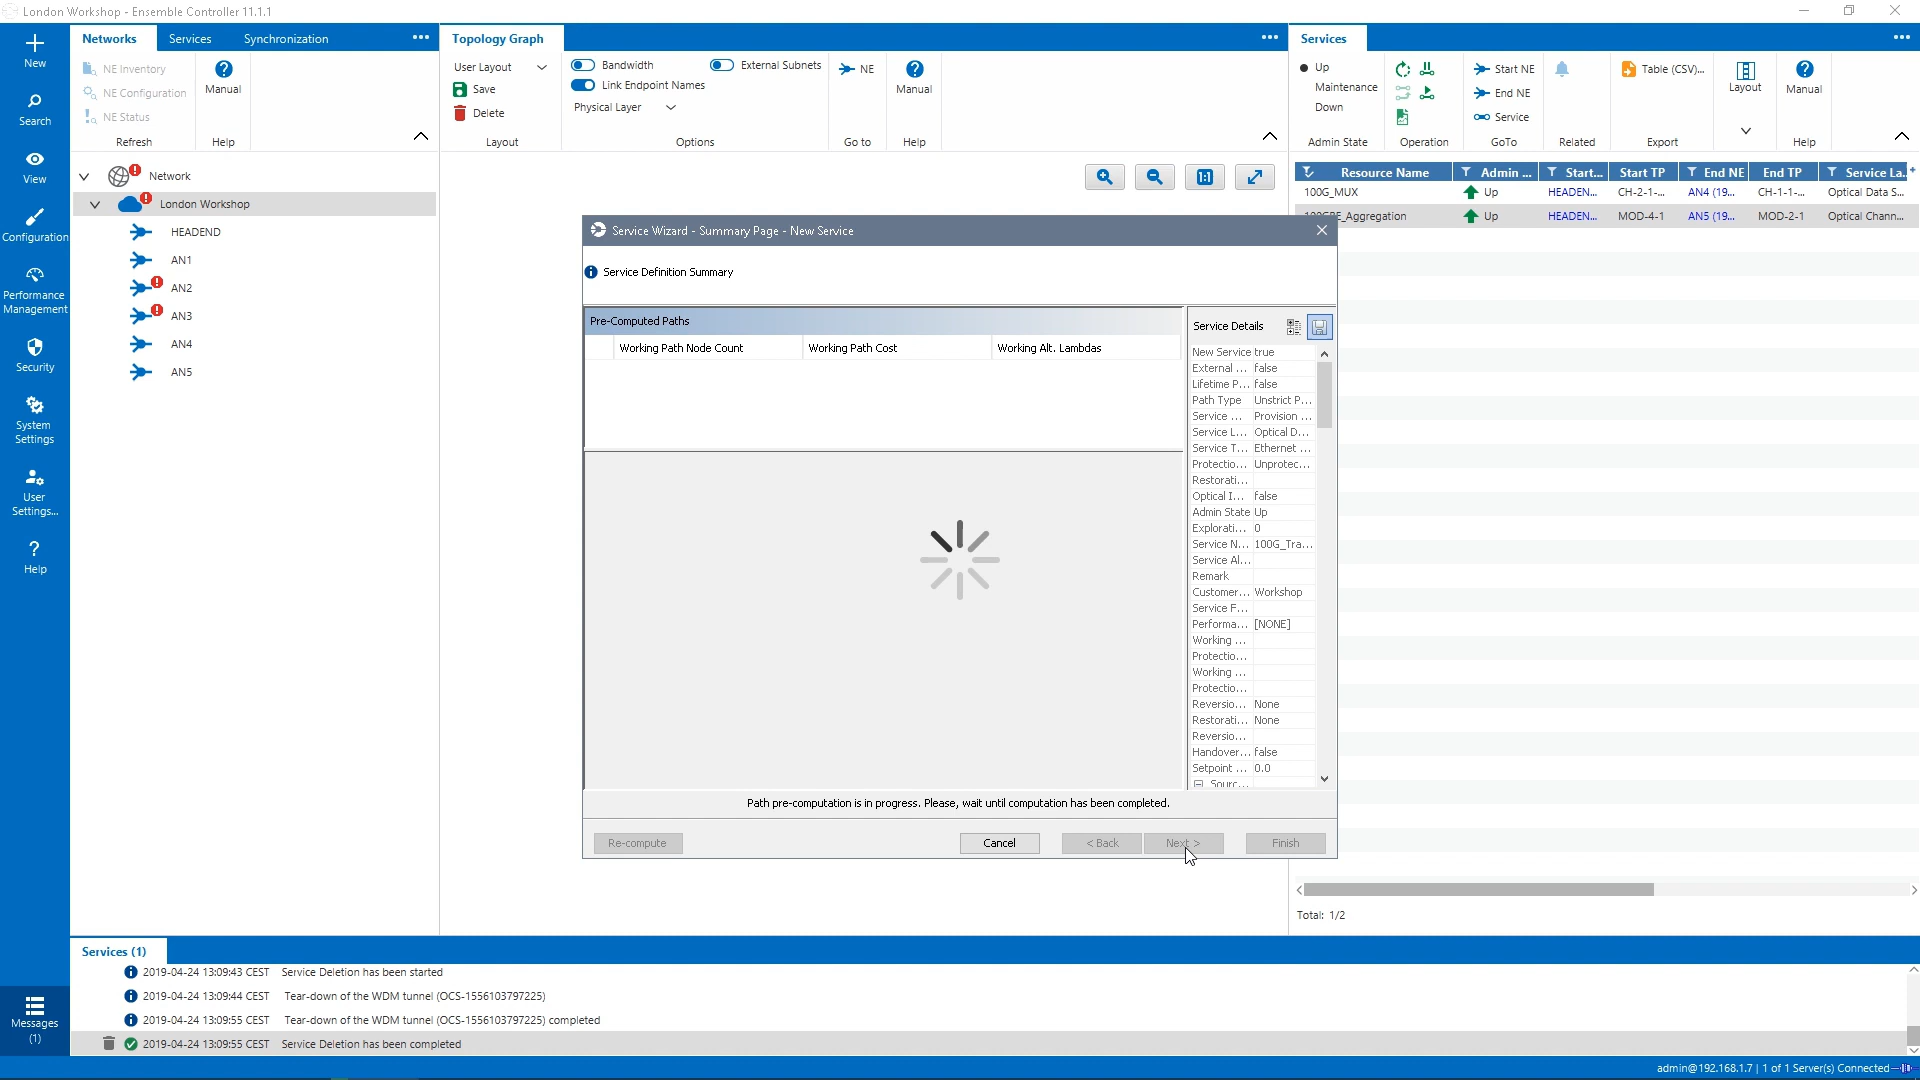 London Workshop - Ensemble Controller 11.1.1
New
Search
View
Configuration
Performance
Management
Security
System
Settings
User
Settings...
Help
Messages
(1)
Networks
Services
Synchronization
NE Inventory
NE Configuration
NE Status
Refresh
Manual
Help
Network
London Workshop
HEADEND
AN1
AN2
AN3
AN4
AN5
Topology Graph
User Layout
Save
Delete
Layout
Bandwidth
External Subnets
Link Endpoint Names
Physical Layer
Options
NE
Go to
Manual
Help
1:1
Services
Up
Maintenance
Down
Admin State
Operation
Start NE
End NE
Service
GoTo
Related
Table (CSV)...
Export
Layout
Manual
Help
Resource Name Admin ... Start... Start TP End NE End TP Service La...
100G_MUX Up HEADEN... CH-2-1-... AN4 (19... CH-1-1-... Optical Data S...
100GBE_Aggregation Up HEADEN... MOD-4-1 AN5 (19... MOD-2-1 Optical Chann...
Total: 1/2
Service Wizard - Summary Page - New Service
Service Definition Summary
Pre-Computed Paths
Working Path Node Count Working Path Cost Working Alt. Lambdas
Service Details
New Service true
External ... false
Lifetime P... false
Path Type Unstrict P...
Service ... Provision ...
Service L... Optical D...
Service T... Ethernet ...
Protectio... Unprotec...
Restorati...
Optical I... false
Admin State Up
Explorati... 0
Service N... 100G_Tra...
Service Al...
Remark
Customer... Workshop
Service F...
Performa... [NONE]
Working ...
Protectio...
Working ...
Protectio...
Reversio... None
Restorati... None
Reversio...
Handover... false
Setpoint ... 0.0
Sourc...
Path pre-computation is in progress. Please, wait until computation has been completed.
Re-compute
Cancel
< Back
Next >
Finish
Services (1)
2019-04-24 13:09:43 CEST Service Deletion has been started
2019-04-24 13:09:44 CEST Tear-down of the WDM tunnel (OCS-1556103797225)
2019-04-24 13:09:55 CEST Tear-down of the WDM tunnel (OCS-1556103797225) completed
2019-04-24 13:09:55 CEST Service Deletion has been completed
admin@192.168.1.7 | 1 of 1 Server(s) Connected